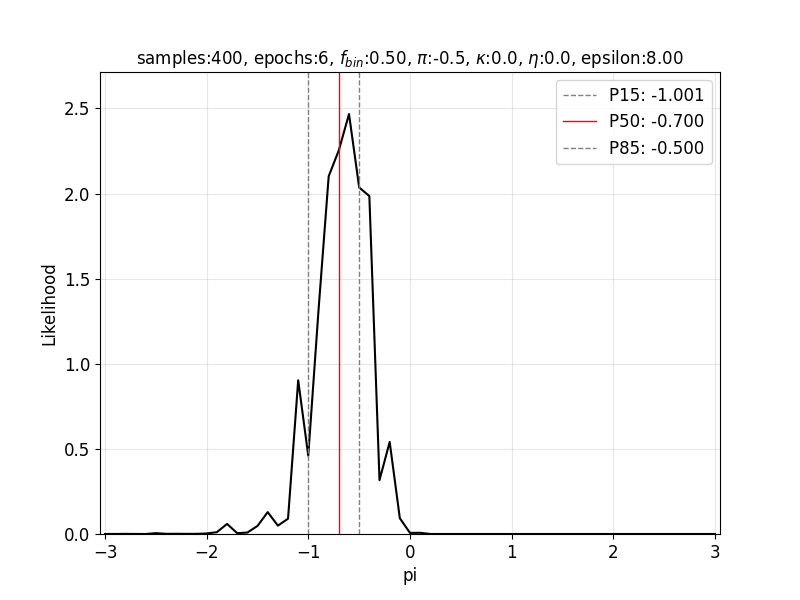 samples:400, epochs:6, f_bin:0.50, π:-0.5, κ:0.0, η:0.0, epsilon:8.00
P15: -1.001
P50: -0.700
P85: -0.500
2.5
2.0
1.5
1.0
0.5
0.0
Likelihood
−3 −2 −1 0 1 2 3
pi